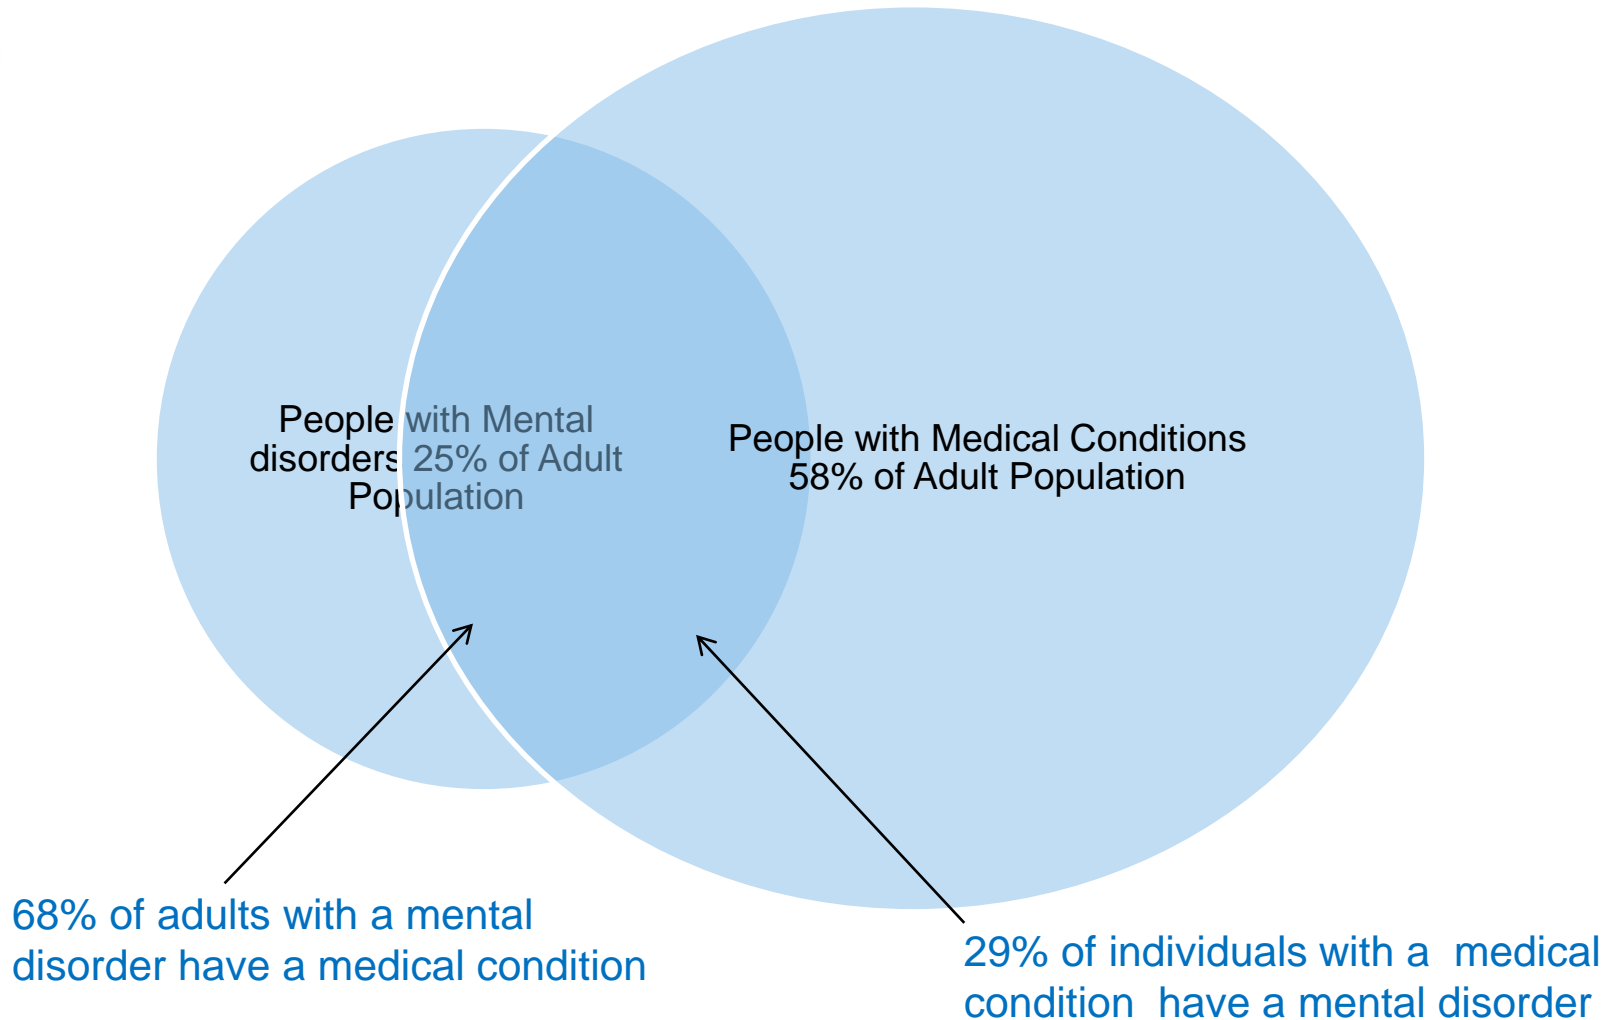 People with Mental
disorders 25% of Adult
Population
People with Medical Conditions
58% of Adult Population
68% of adults with a mental
disorder have a medical condition
29% of individuals with a  medical
condition  have a mental disorder